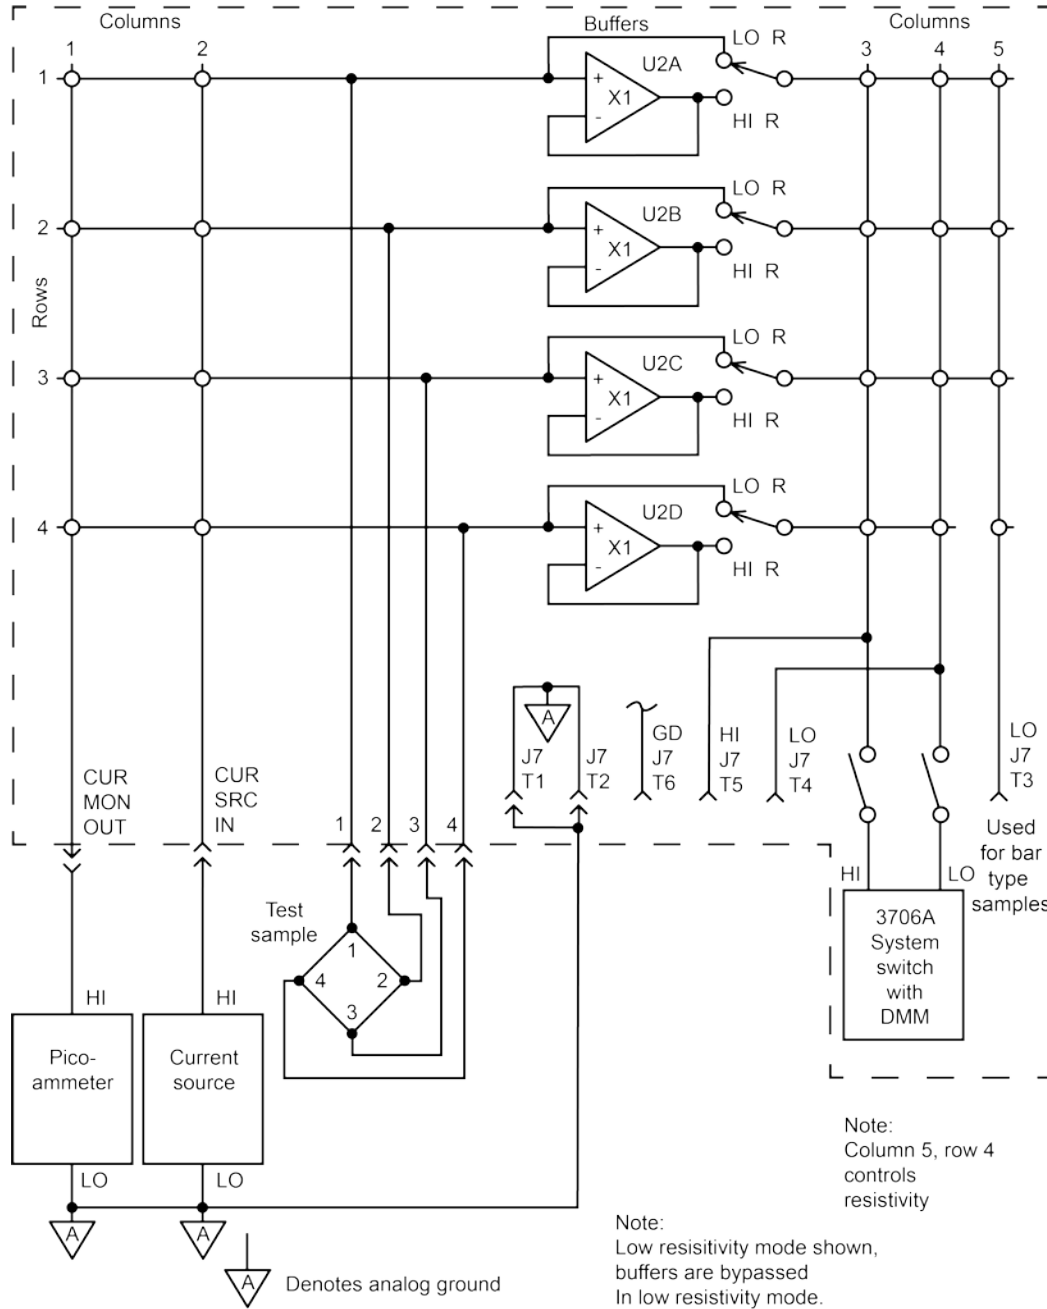 Columns
Buffers
Columns
1
2
3
4
5
1
LO R
U2A
+
X1
-
HI R
2
LO R
U2B
+
X1
-
HI R
Rows
3
LO R
U2C
+
X1
-
HI R
4
LO R
U2D
+
X1
-
HI R
CUR
MON
OUT
CUR
SRC
IN
1
2
3
4
A
J7
T1
J7
T2
GD
J7
T6
HI
J7
T5
LO
J7
T4
LO
J7
T3
Used
for bar
type
samples
HI
LO
3706A
System
switch
with
DMM
Test
sample
1
2
3
4
HI
HI
Pico-
ammeter
Current
source
LO
LO
A
A
A
Denotes analog ground
Note:
Column 5, row 4
controls
resistivity
Note:
Low resisitivity mode shown,
buffers are bypassed
In low resistivity mode.